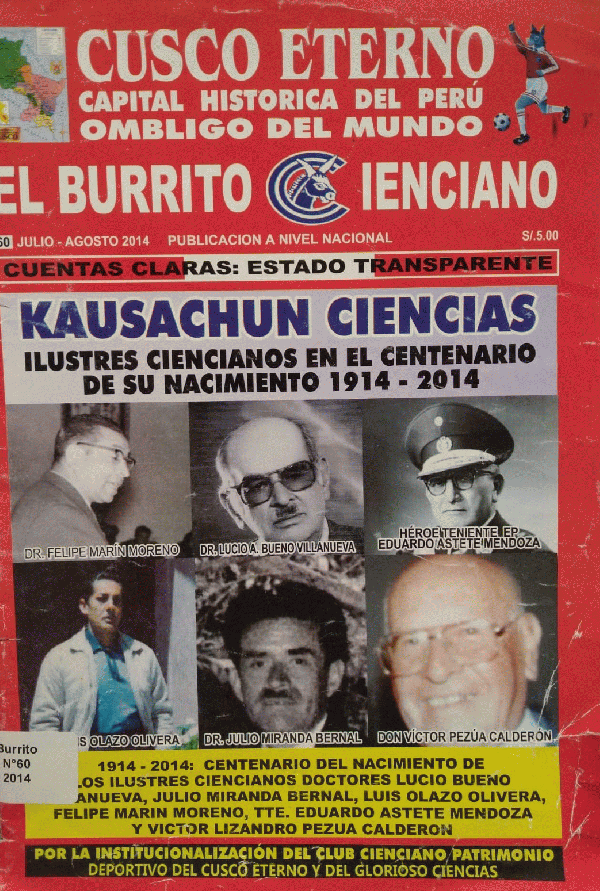 CUSCO ETERNO
CAPITAL HISTORICA DEL PERÚ
OMBLIGO DEL MUNDO
EL BURRITO CIENCIANO
60 JULIO - AGOSTO 2014 PUBLICACION A NIVEL NACIONAL S/.5.00
CUENTAS CLARAS: ESTADO TRANSPARENTE
KAUSACHUN CIENCIAS
ILUSTRES CIENCIANOS EN EL CENTENARIO
DE SU NACIMIENTO 1914 - 2014
DR. FELIPE MARÍN MORENO
DR. LUCIO A. BUENO VILLANUEVA
HÉROE TENIENTE EP
EDUARDO ASTETE MENDOZA
IS OLAZO OLIVERA
DR. JULIO MIRANDA BERNAL
DON VÍCTOR PEZÚA CALDERÓN
Burrito
N°60
2014
1914 - 2014: CENTENARIO DEL NACIMIENTO DE
LOS ILUSTRES CIENCIANOS DOCTORES LUCIO BUENO
ANUEVA, JULIO MIRANDA BERNAL, LUIS OLAZO OLIVERA,
FELIPE MARIN MORENO, TTE. EDUARDO ASTETE MENDOZA
Y VICTOR LIZANDRO PEZUA CALDERON
POR LA INSTITUCIONALIZACIÓN DEL CLUB CIENCIANO PATRIMONIO
DEPORTIVO DEL CUSCO ETERNO Y DEL GLORIOSO CIENCIAS